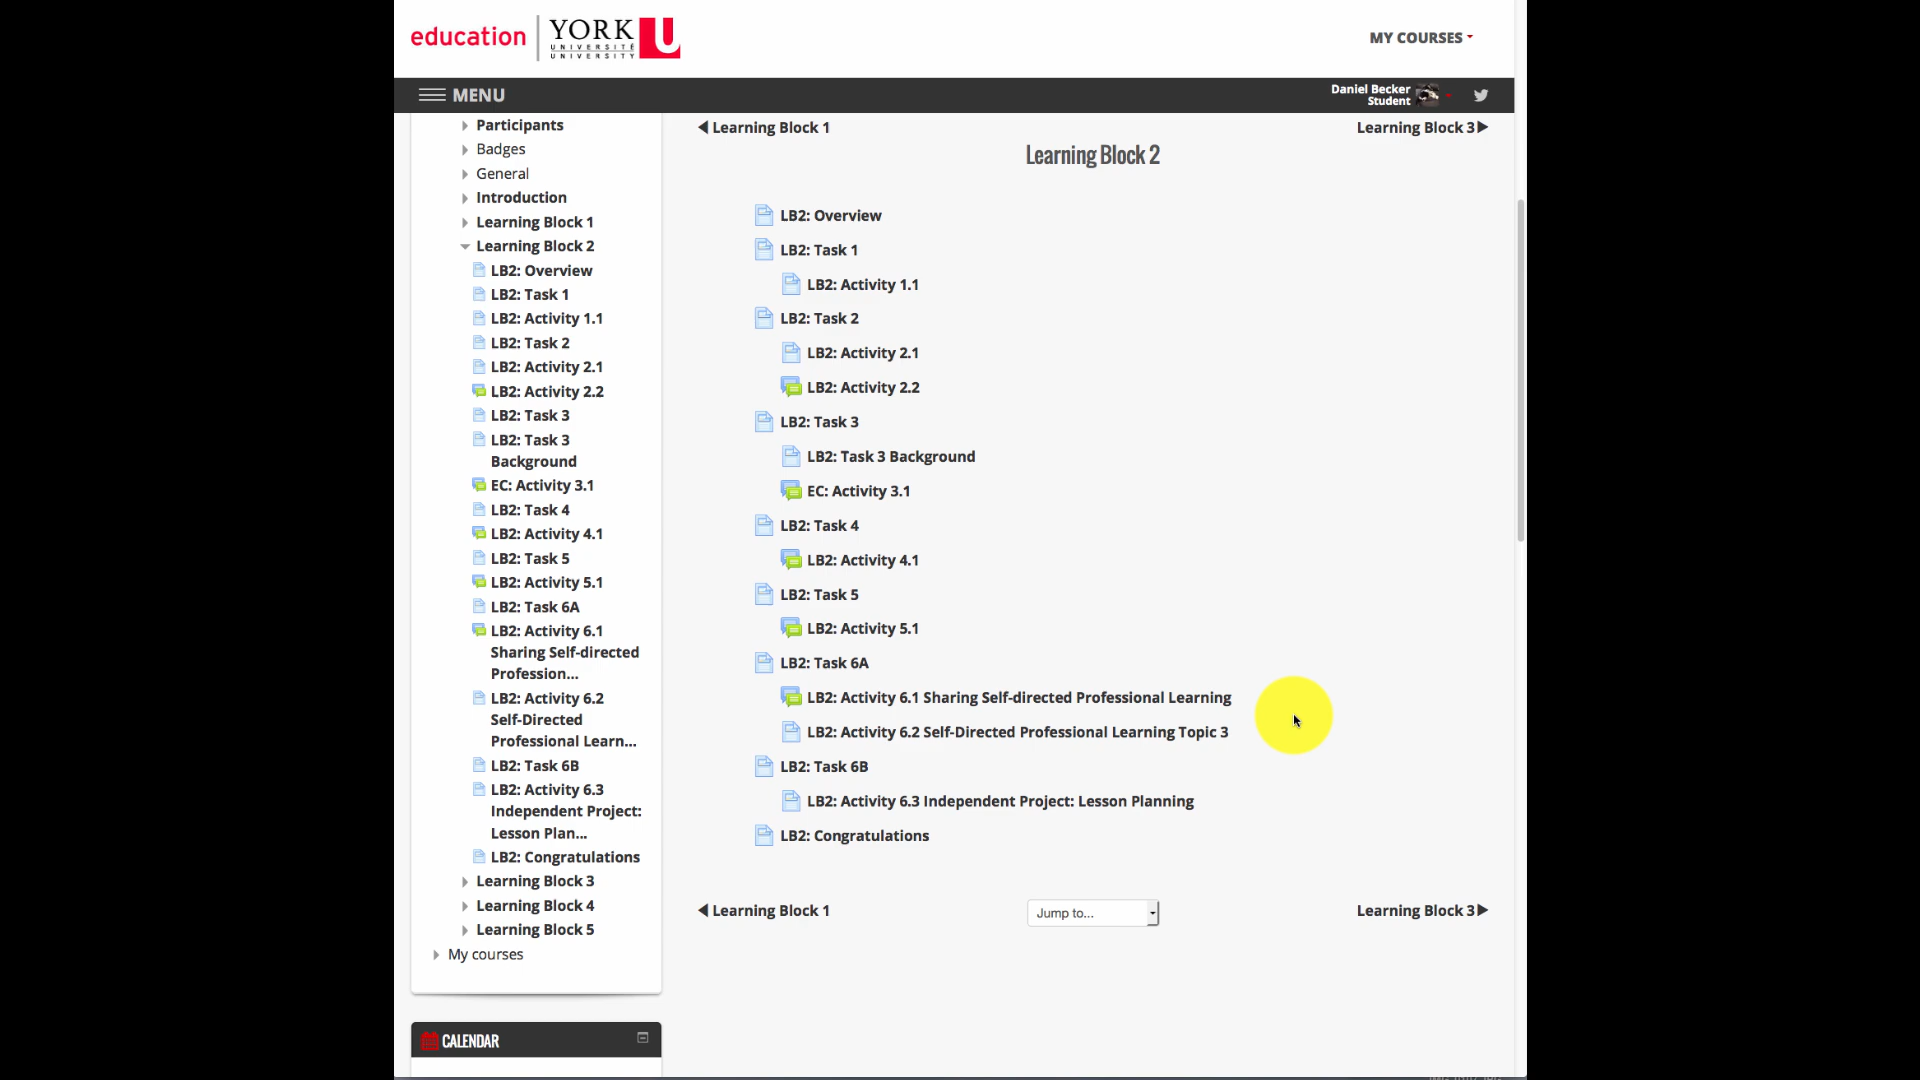 education
YORK
UNIVERSITÉ
UNIVERSITY
U
MY COURSES
MENU
Daniel Becker
Student
Participants
Badges
General
Introduction
Learning Block 1
Learning Block 2
LB2: Overview
LB2: Task 1
LB2: Activity 1.1
LB2: Task 2
LB2: Activity 2.1
LB2: Activity 2.2
LB2: Task 3
LB2: Task 3
Background
EC: Activity 3.1
LB2: Task 4
LB2: Activity 4.1
LB2: Task 5
LB2: Activity 5.1
LB2: Task 6A
LB2: Activity 6.1
Sharing Self-directed
Profession...
LB2: Activity 6.2
Self-Directed
Professional Learn...
LB2: Task 6B
LB2: Activity 6.3
Independent Project:
Lesson Plan...
LB2: Congratulations
Learning Block 3
Learning Block 4
Learning Block 5
My courses
CALENDAR
Learning Block 1
Learning Block 3
Learning Block 2
LB2: Overview
LB2: Task 1
LB2: Activity 1.1
LB2: Task 2
LB2: Activity 2.1
LB2: Activity 2.2
LB2: Task 3
LB2: Task 3 Background
EC: Activity 3.1
LB2: Task 4
LB2: Activity 4.1
LB2: Task 5
LB2: Activity 5.1
LB2: Task 6A
LB2: Activity 6.1 Sharing Self-directed Professional Learning
LB2: Activity 6.2 Self-Directed Professional Learning Topic 3
LB2: Task 6B
LB2: Activity 6.3 Independent Project: Lesson Planning
LB2: Congratulations
Learning Block 1
Jump to...
Learning Block 3